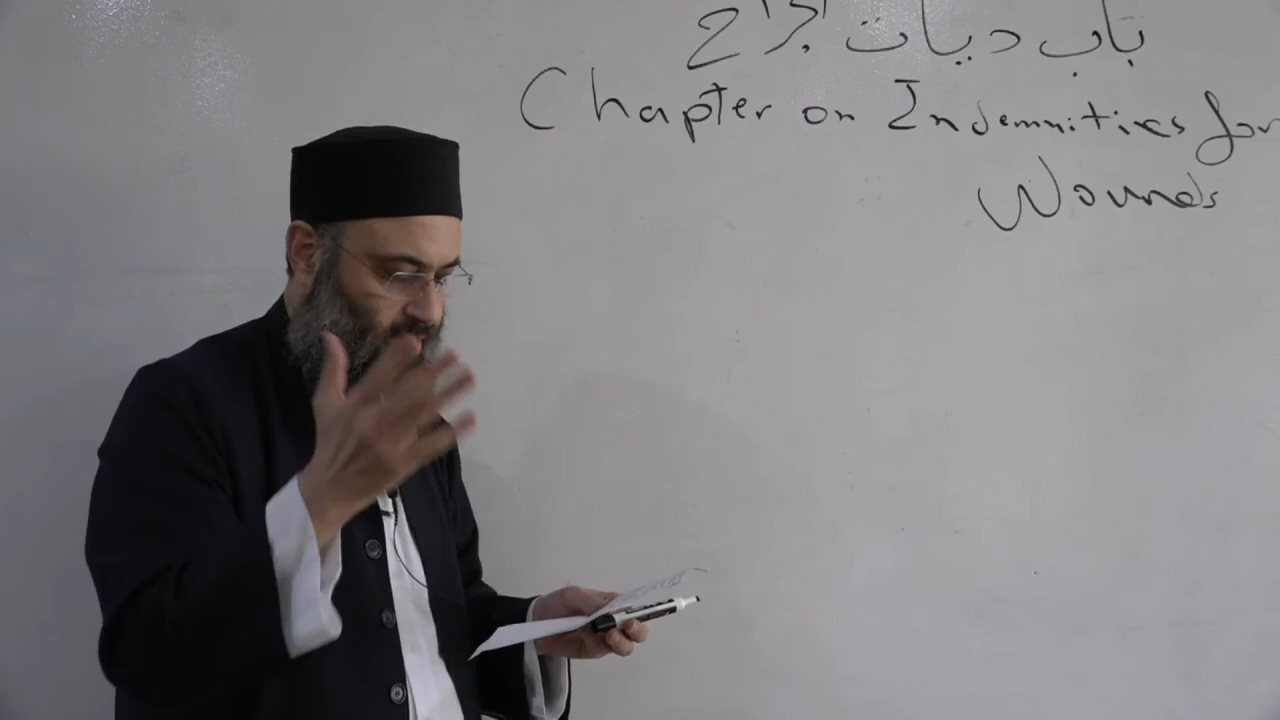 باب ديات الجراح
Chapter on Indemnities for
Wounds